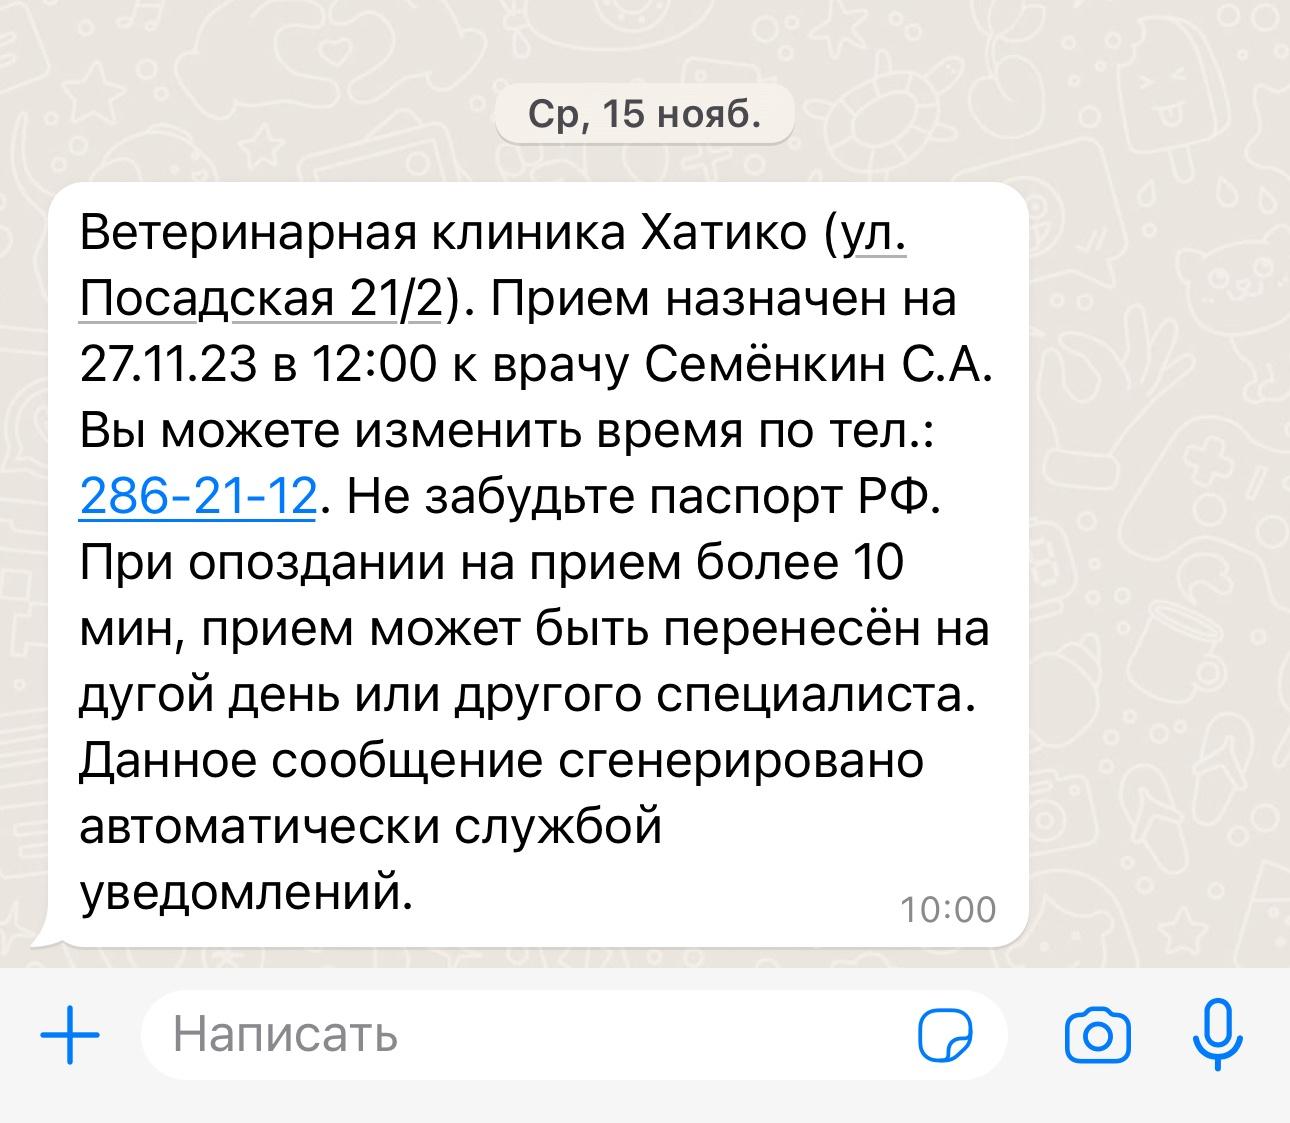 Ср, 15 нояб.
Ветеринарная клиника Хатико (ул.
Посадская 21/2). Прием назначен на
27.11.23 в 12:00 к врачу Семёнкин С.А.
Вы можете изменить время по тел.:
286-21-12. Не забудьте паспорт РФ.
При опоздании на прием более 10
мин, прием может быть перенесён на
дугой день или другого специалиста.
Данное сообщение сгенерировано
автоматически службой
уведомлений.
10:00
Написать